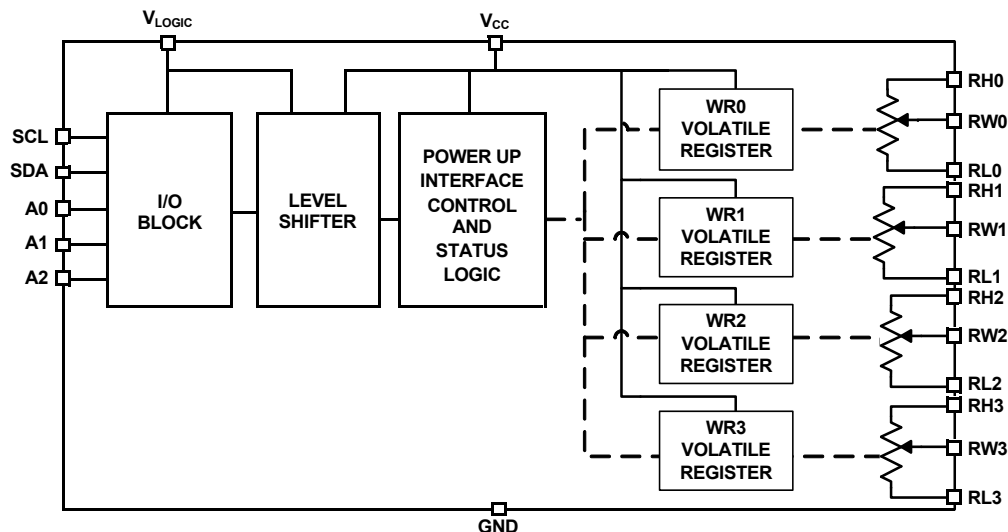 VLOGIC
VCC
SCL
SDA
A0
A1
A2
I/O
BLOCK
LEVEL
SHIFTER
POWER UP
INTERFACE
CONTROL
AND
STATUS
LOGIC
WR0
VOLATILE
REGISTER
WR1
VOLATILE
REGISTER
WR2
VOLATILE
REGISTER
WR3
VOLATILE
REGISTER
RH0
RW0
RL0
RH1
RW1
RL1
RH2
RW2
RL2
RH3
RW3
RL3
GND